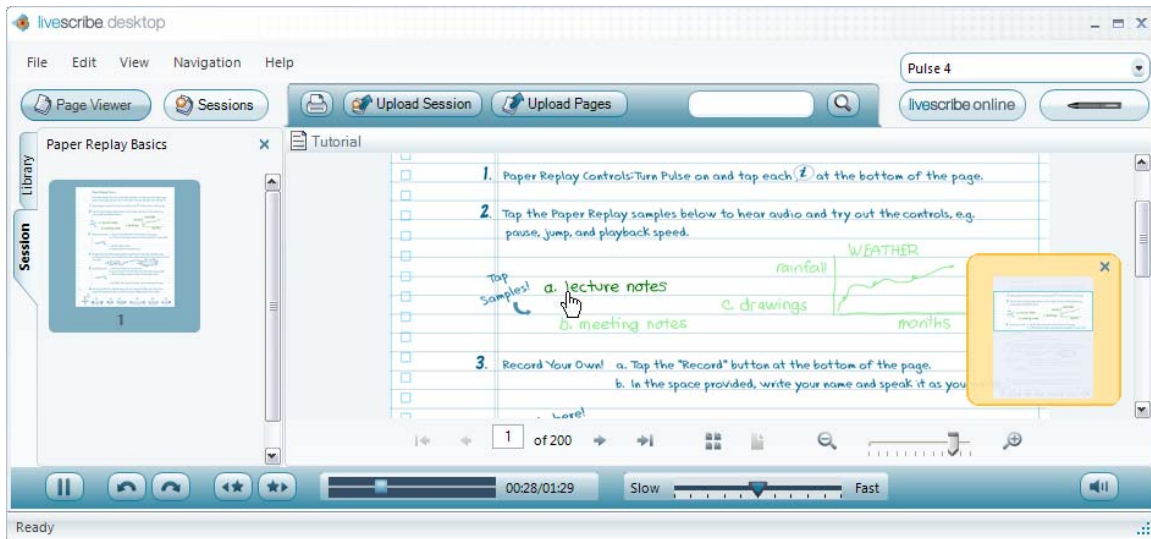 livescribe.desktop
File Edit View Navigation Help
Pulse 4
Page Viewer Sessions Upload Session Upload Pages livescribe online
Library
Session
Paper Replay Basics
1
Tutorial
1. Paper Replay Controls: Turn Pulse on and tap each i at the bottom of the page.
2. Tap the Paper Replay samples below to hear audio and try out the controls, e.g.
pause, jump, and playback speed.
Tap
Samples!
a. lecture notes
b. meeting notes
c. drawings
WEATHER
rainfall
months
3. Record Your Own! a. Tap the "Record" button at the bottom of the page.
b. In the space provided, write your name and speak it as you
here!
1 of 200
00:28/01:29 Slow Fast
Ready